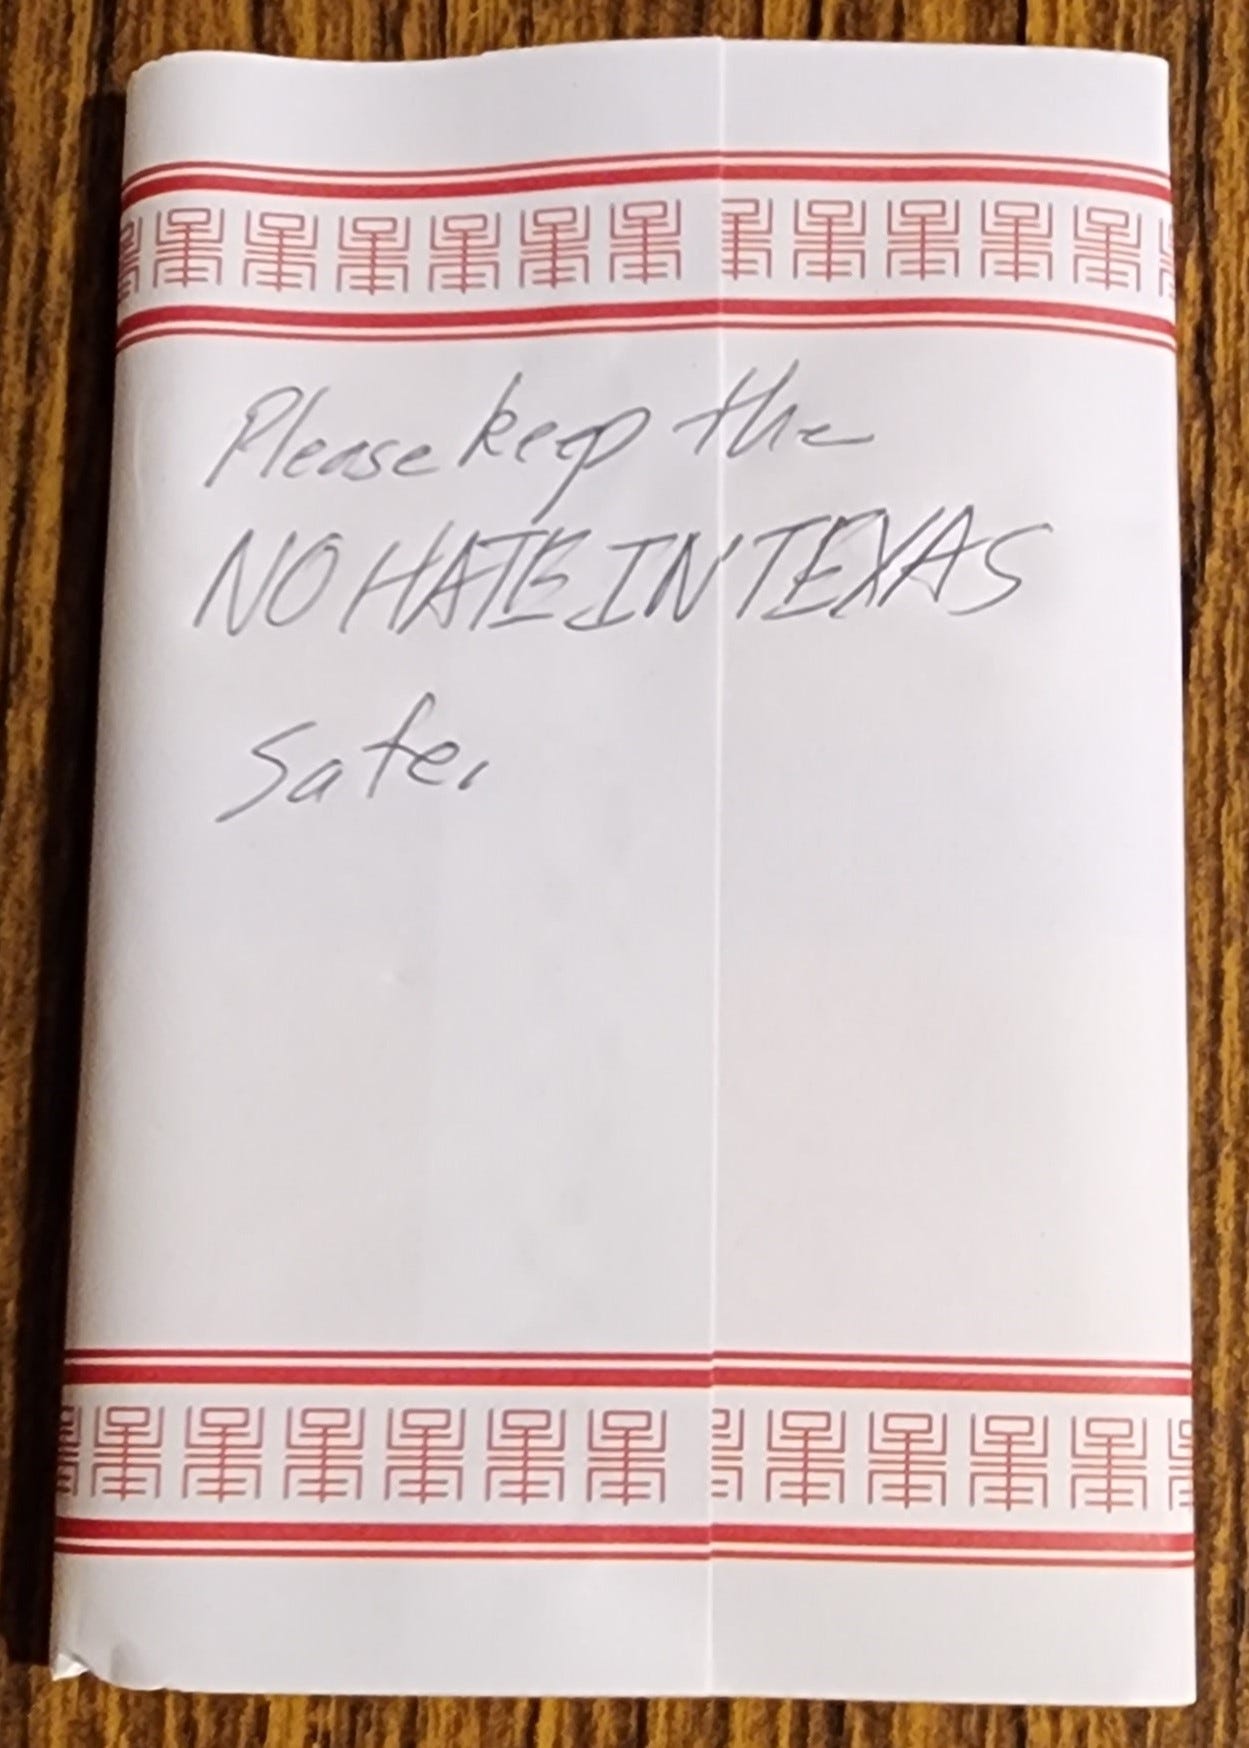 Please keep the
NO HATE IN TEXAS
Safe.